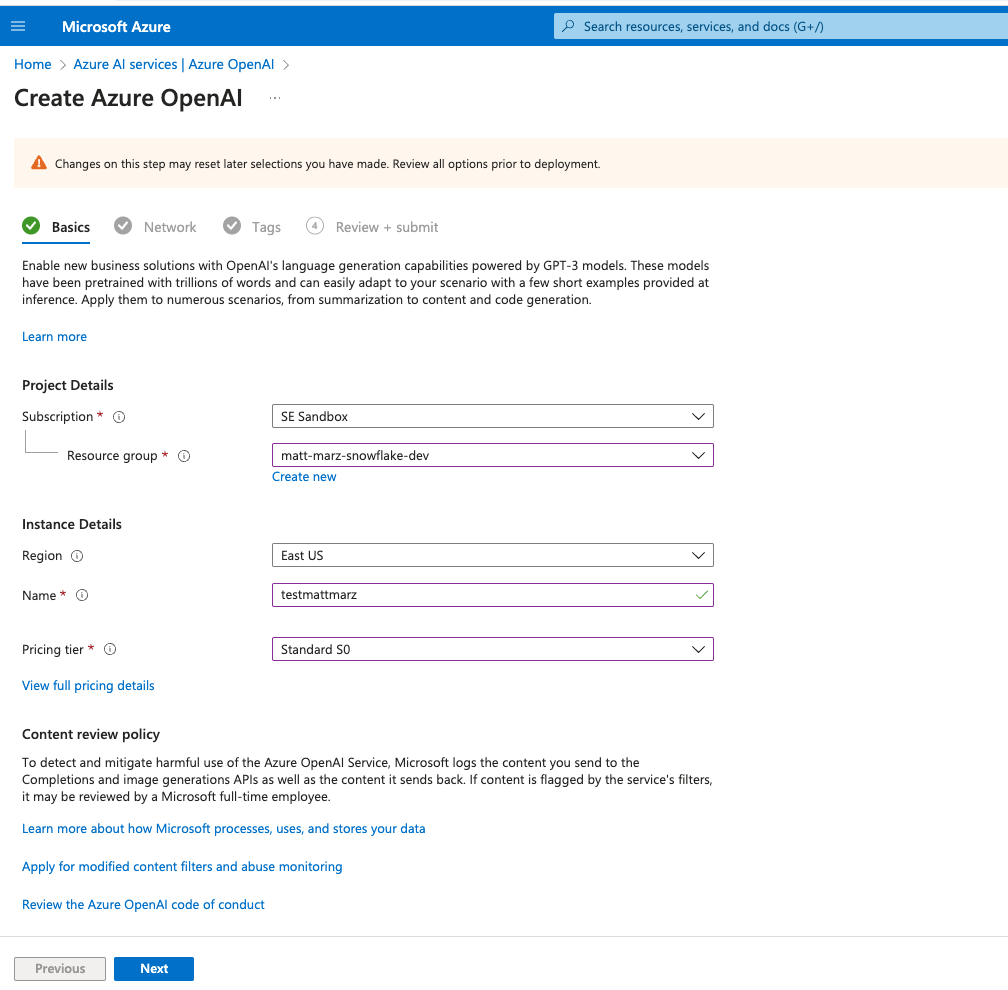 Microsoft Azure
Search resources, services, and docs (G+/)
Home > Azure AI services | Azure OpenAI >
Create Azure OpenAI ...
Changes on this step may reset later selections you have made. Review all options prior to deployment.
Basics Network Tags 4 Review + submit
Enable new business solutions with OpenAI's language generation capabilities powered by GPT-3 models. These models
have been pretrained with trillions of words and can easily adapt to your scenario with a few short examples provided at
inference. Apply them to numerous scenarios, from summarization to content and code generation.
Learn more
Project Details
Subscription * SE Sandbox
Resource group * matt-marz-snowflake-dev
Create new
Instance Details
Region East US
Name * testmattmarz
Pricing tier * Standard S0
View full pricing details
Content review policy
To detect and mitigate harmful use of the Azure OpenAI Service, Microsoft logs the content you send to the
Completions and image generations APIs as well as the content it sends back. If content is flagged by the service's filters,
it may be reviewed by a Microsoft full-time employee.
Learn more about how Microsoft processes, uses, and stores your data
Apply for modified content filters and abuse monitoring
Review the Azure OpenAI code of conduct
Previous Next